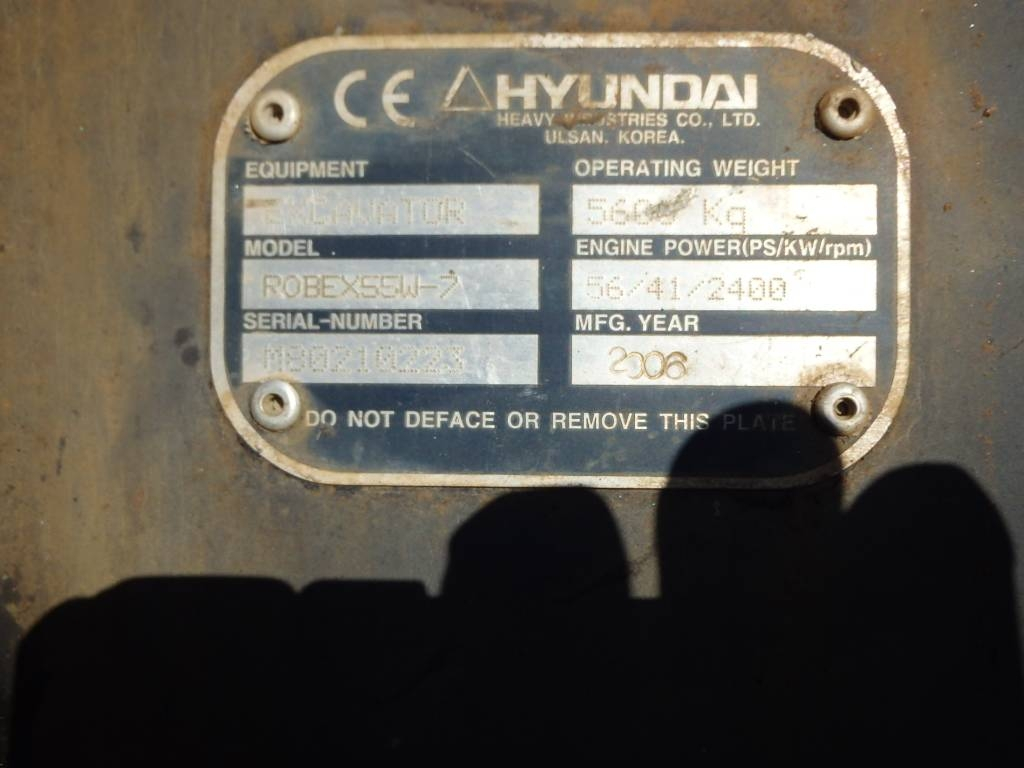 CE HYUNDAI
HEAVY INDUSTRIES CO., LTD.
ULSAN. KOREA.
EQUIPMENT
EXCAVATOR
OPERATING WEIGHT
5600 Kg
MODEL
ROBEX55W-7
ENGINE POWER(PS/KW/rpm)
56/41/2400
SERIAL-NUMBER
MFG. YEAR
2006
DO NOT DEFACE OR REMOVE THIS PLATE